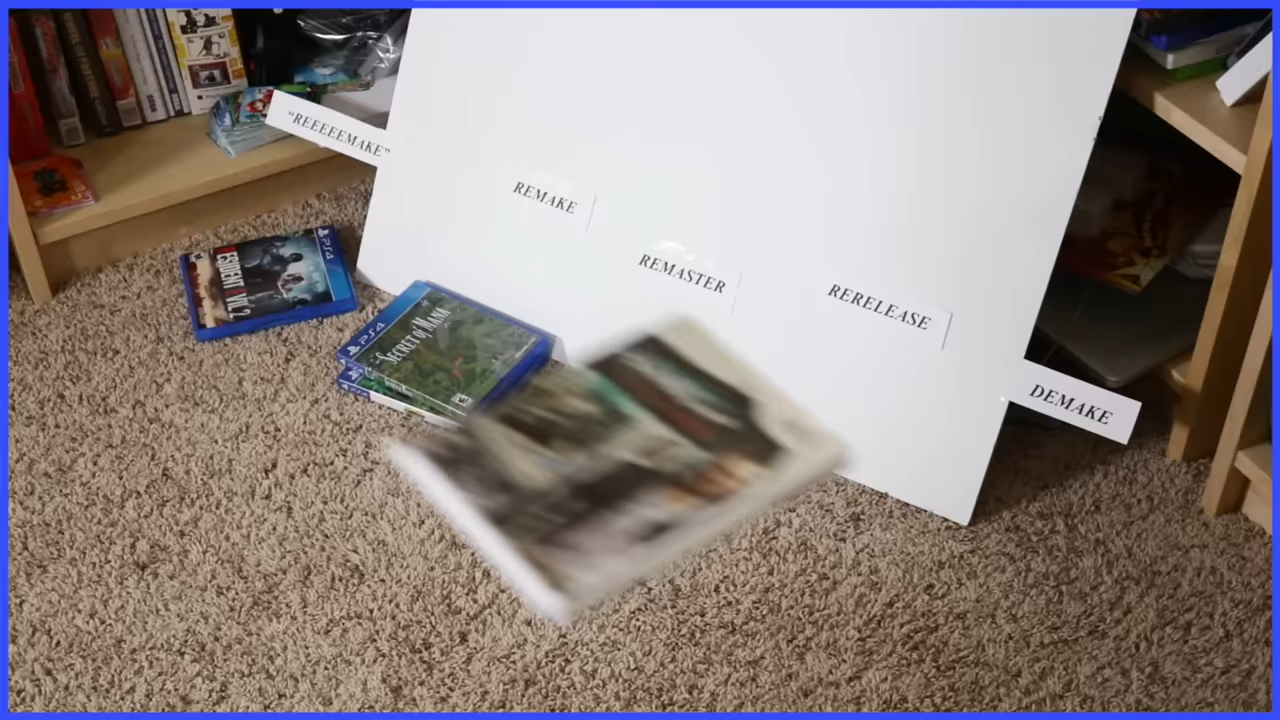 “REEEEEMAKE”
REMAKE
REMASTER
RERELEASE
DEMAKE
PS4
RESIDENT EVIL 2
PS4
SECRET of MANA